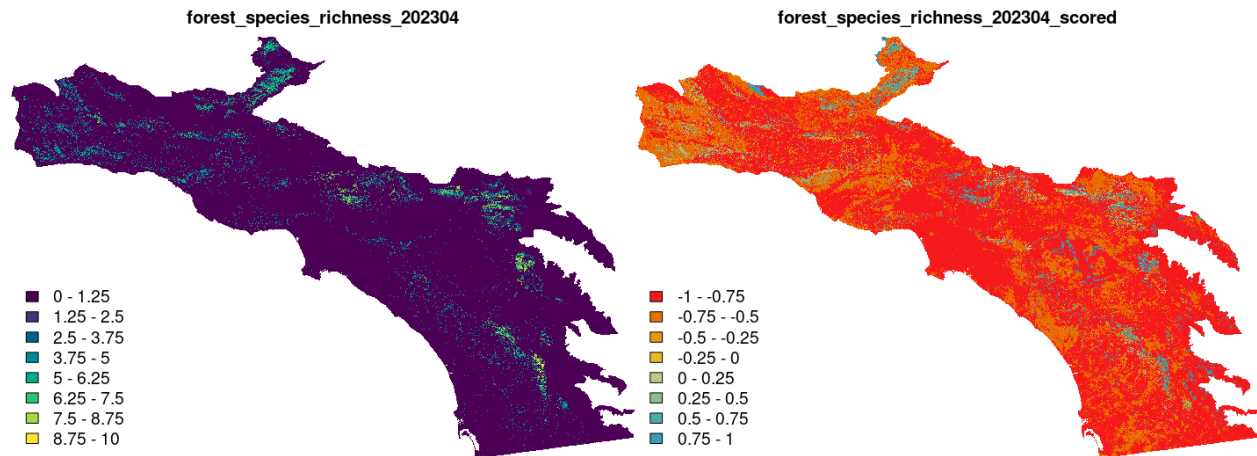 forest_species_richness_202304
0 - 1.25
1.25 - 2.5
2.5 - 3.75
3.75 - 5
5 - 6.25
6.25 - 7.5
7.5 - 8.75
8.75 - 10
forest_species_richness_202304_scored
-1 - -0.75
-0.75 - -0.5
-0.5 - -0.25
-0.25 - 0
0 - 0.25
0.25 - 0.5
0.5 - 0.75
0.75 - 1